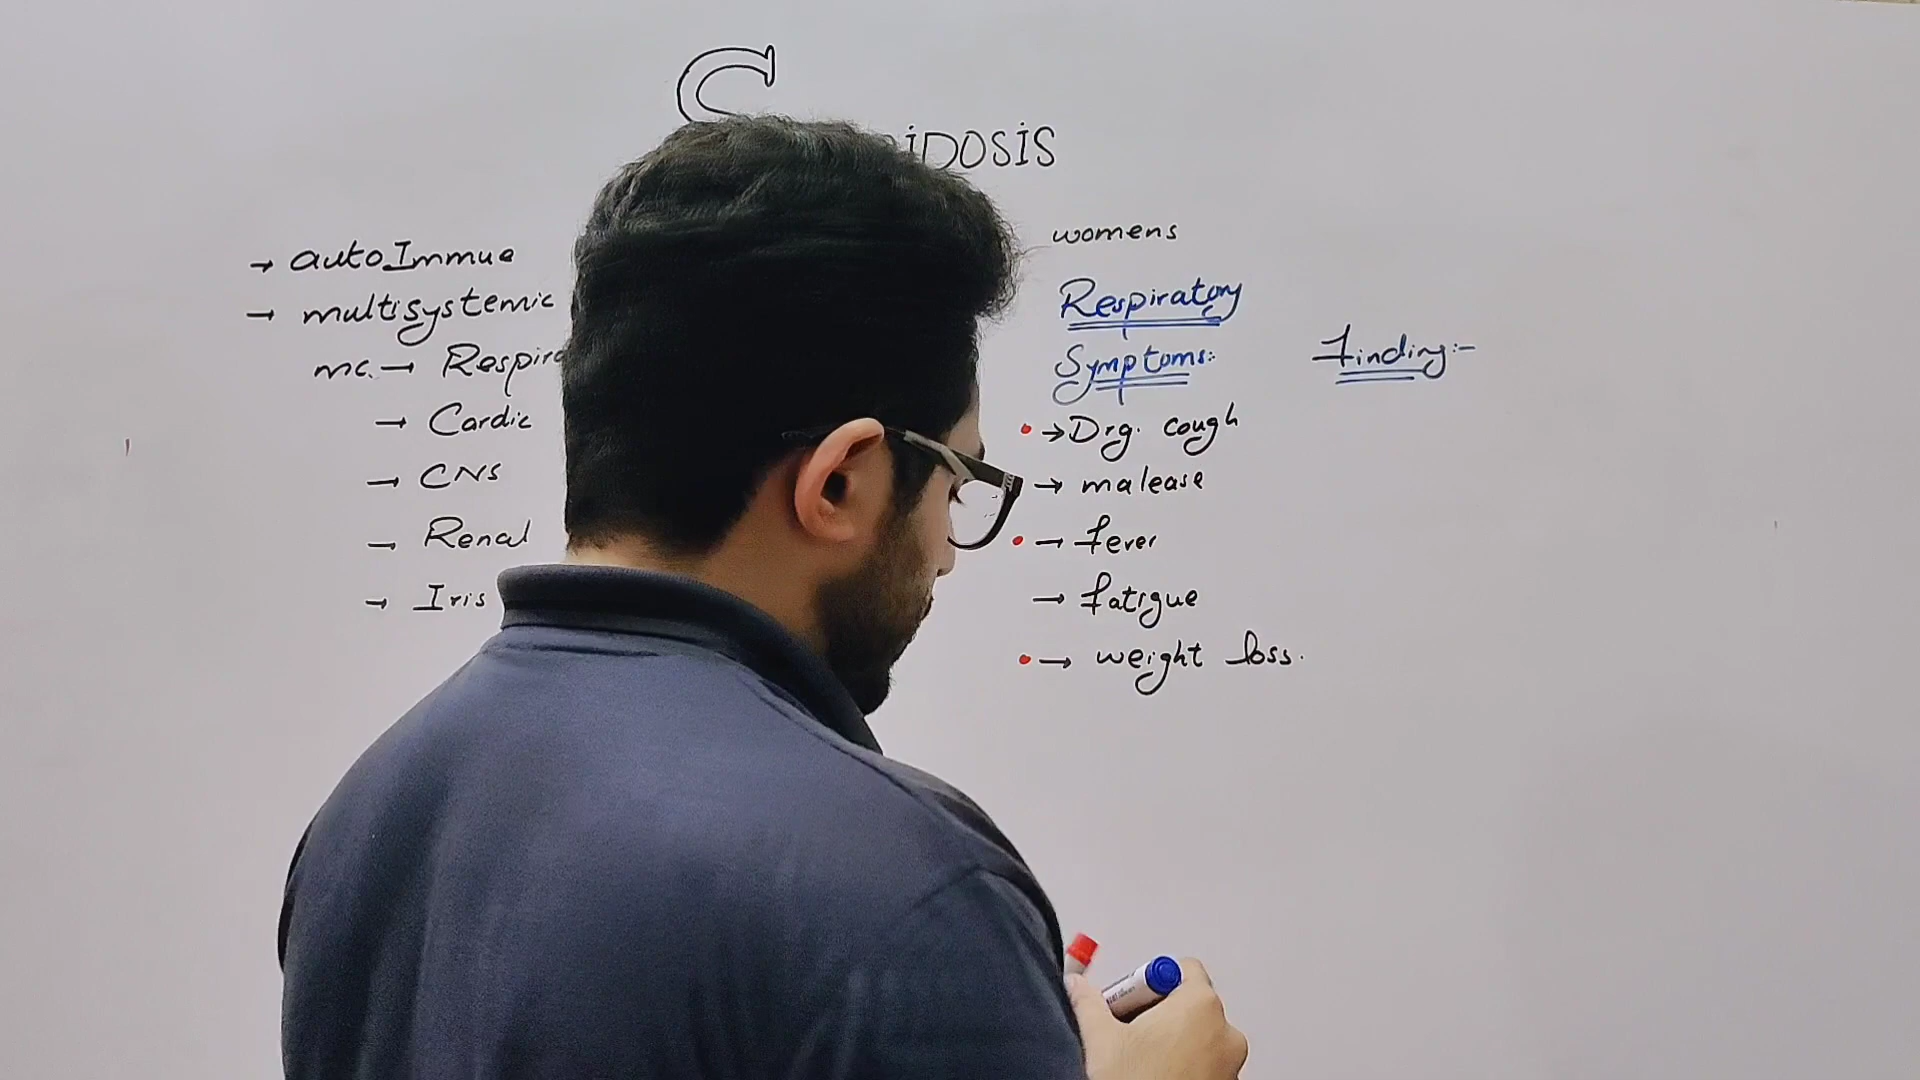 iDOSiS
→ autoImmue
→ multisystemic
mc. → Respira
→ Cardic
→ CNS
→ Renal
→ Iris
womens
Respiratory
Symptoms:
• → Dry. cough
→ malease
• → fever
→ fatigue
• → weight loss.
Finding:-